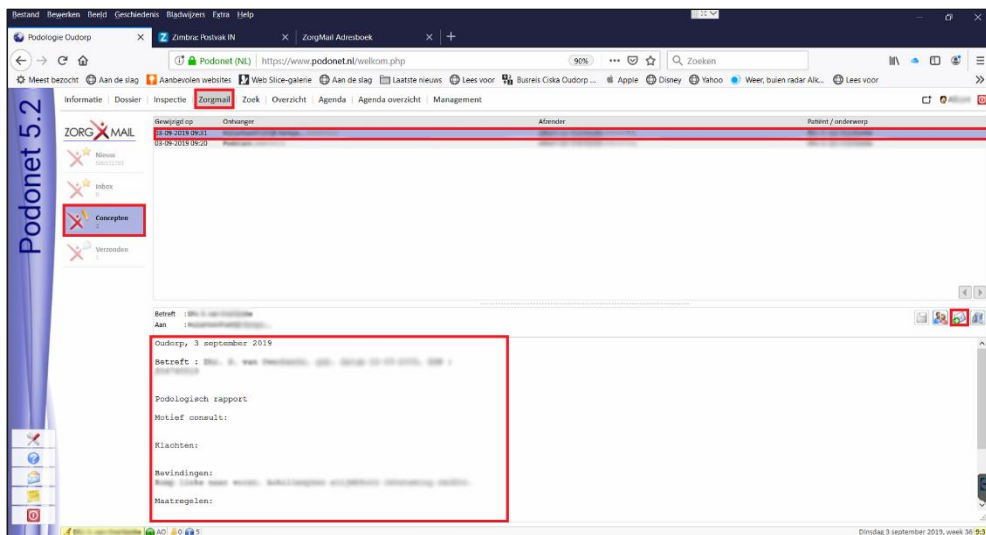 Bestand Bewerken Beeld Geschiedenis Bladwijzers Extra Help
Podologie Oudorp
Zimbra: Postvak IN
ZorgMail Adresboek
Podonet (NL) https://www.podonet.nl/welkom.php
90%
Zoeken
Meest bezocht Aan de slag Aanbevolen websites Web Slice-galerie Aan de slag Laatste nieuws Lees voor Busreis Ciska Oudorp ... Apple Disney Yahoo Weer, buien radar Alk... Lees voor
Podonet 5.2
Informatie Dossier Inspectie Zorgmail Zoek Overzicht Agenda Agenda overzicht Management
ZORG MAIL
Gewijzigd op Ontvanger Afzender Patiënt / onderwerp
03-09-2019 09:31
03-09-2019 09:20
Nieuw
Inbox
0
Concepten
2
Verzonden
Betreft :
Aan :
Oudorp, 3 september 2019
Betreft :
Podologisch rapport
Motief consult:
Klachten:
Bevindingen:
Maatregelen:
AO 0 5
Dinsdag 3 september 2019, week 36